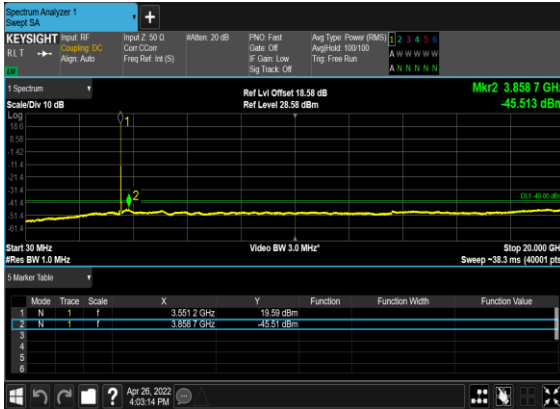 Spectrum Analyzer 1
Swept SA
+
KEYSIGHT Input: RF Input Z: 50 Ω #Atten: 20 dB PNO: Fast Avg Type: Power (RMS) 1 2 3 4 5 6
RLT Coupling: DC Corr CCorr Gate: Off Avg|Hold: 100/100 A W W W W W
Align: Auto Freq Ref: Int (S) IF Gain: Low Trig: Free Run
Sig Track: Off A N N N N N
1 Spectrum Ref Lvl Offset 18.58 dB Mkr2 3.858 7 GHz
Scale/Div 10 dB Ref Level 28.58 dBm -45.513 dBm
Log
18.6
8.58
-1.42
-11.4
-21.4
-31.4
-41.4
-51.4
-61.4
1
2
DL1 -40.00 dBm
Start 30 MHz Video BW 3.0 MHz* Stop 20.000 GHz
#Res BW 1.0 MHz Sweep ~38.3 ms (40001 pts)
5 Marker Table
Mode Trace Scale X Y Function Function Width Function Value
1 N 1 f 3.551 2 GHz 19.59 dBm
2 N 1 f 3.858 7 GHz -45.51 dBm
3
4
5
6
? Apr 26, 2022
4:03:14 PM